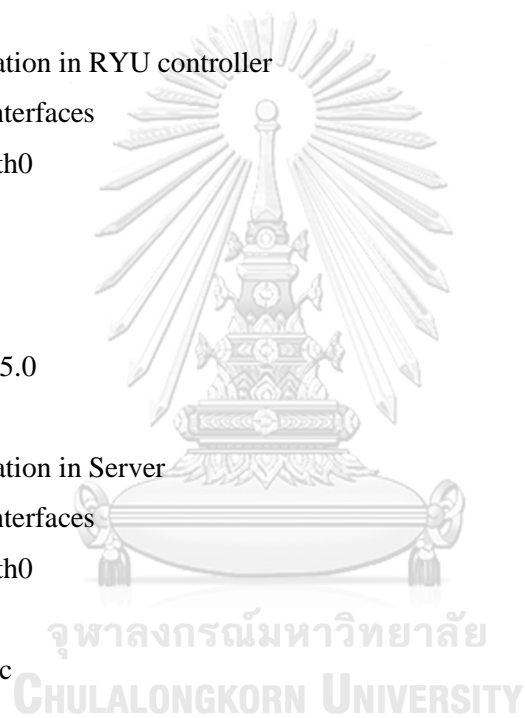 ation in RYU controller
nterfaces
th0
5.0
ation in Server
nterfaces
th0
จุฬาลงกรณ์มหาวิทยาลัย
c
CHULALONGKORN UNIVERSITY